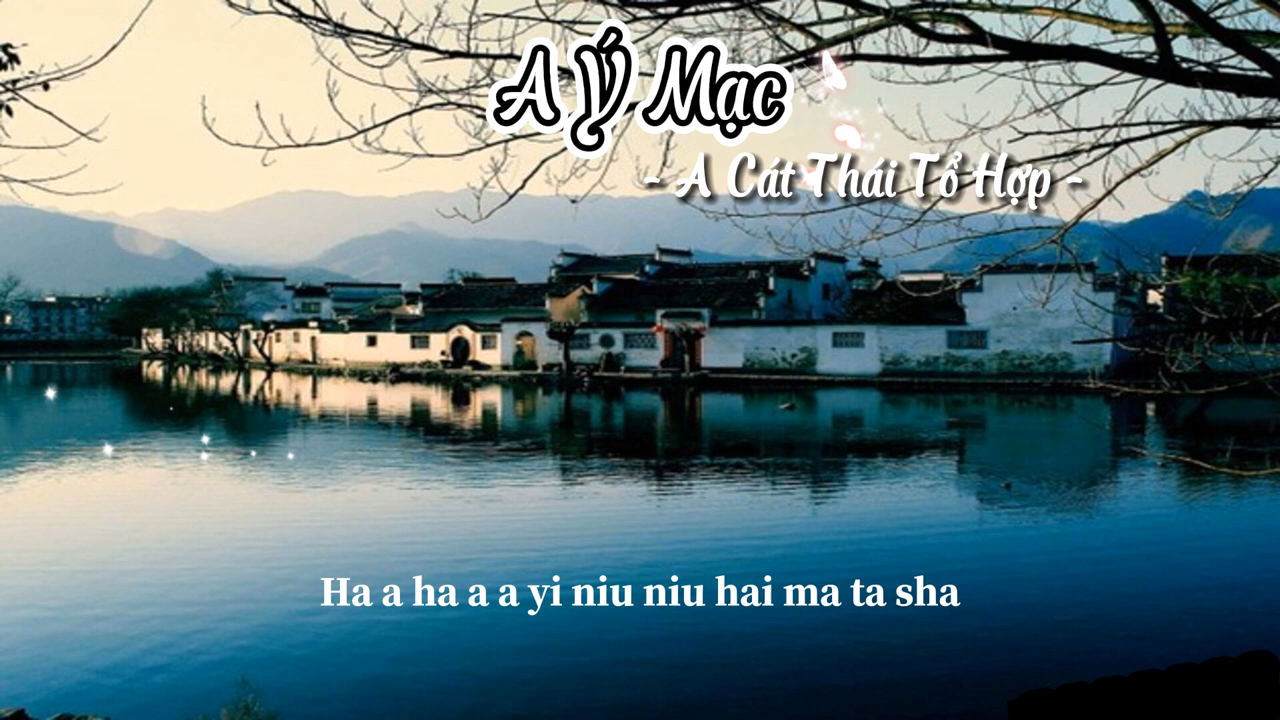 A Ý Mạc
- A Cát Thái Tổ Hợp -
Ha a ha a a yi niu niu hai ma ta sha